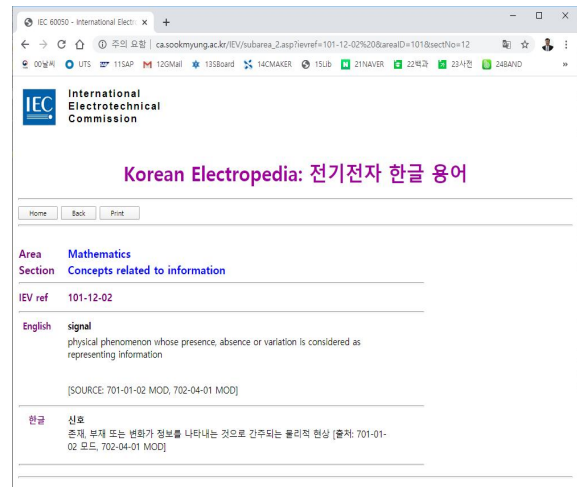 IEC 60050 - International Electr
주의 요함 | ca.sookmyung.ac.kr/IEV/subarea_2.asp?ievref=101-12-02%20&areaID=101&sectNo=12
00날씨 UTS 11SAP 12GMail 13SBoard 14CMAKER 15Lib 21NAVER 22백과 23사전 24BAND »
IEC
International
Electrotechnical
Commission
Korean Electropedia: 전기전자 한글 용어
Home Back Print
Area Mathematics
Section Concepts related to information
IEV ref 101-12-02
English signal
physical phenomenon whose presence, absence or variation is considered as
representing information
[SOURCE: 701-01-02 MOD, 702-04-01 MOD]
한글 신호
존재, 부재 또는 변화가 정보를 나타내는 것으로 간주되는 물리적 현상 [출처: 701-01-
02 모드, 702-04-01 MOD]